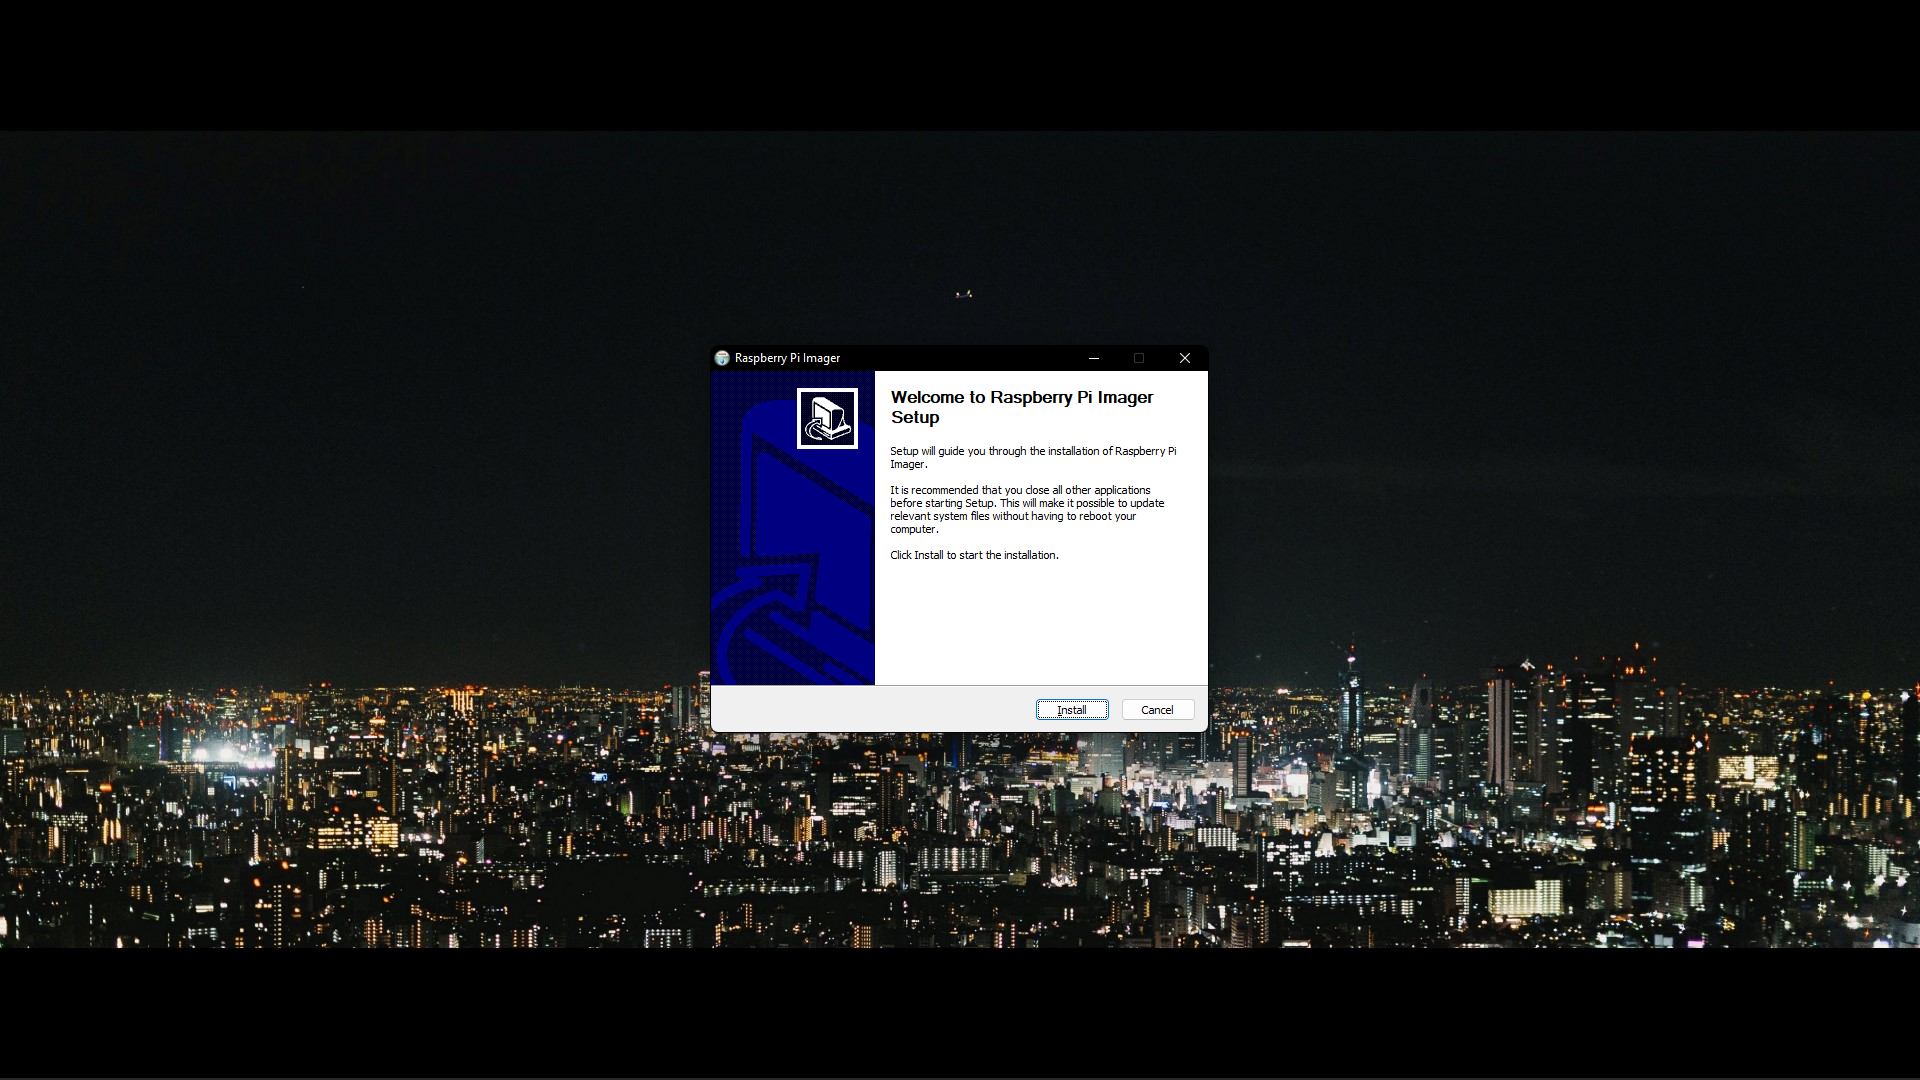 Raspberry Pi Imager
Welcome to Raspberry Pi Imager
Setup
Setup will guide you through the installation of Raspberry Pi
Imager.
It is recommended that you close all other applications
before starting Setup. This will make it possible to update
relevant system files without having to reboot your
computer.
Click Install to start the installation.
Install
Cancel